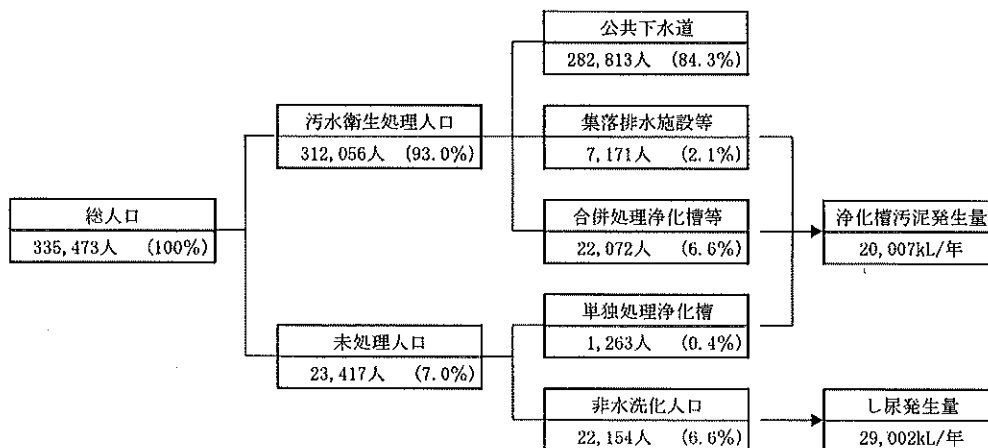 公共下水道
282,813人 (84.3%)
汚水衛生処理人口
312,056人 (93.0%)
集落排水施設等
7,171人 (2.1%)
総人口
335,473人 (100%)
合併処理浄化槽等
22,072人 (6.6%)
浄化槽汚泥発生量
20,007kL/年
未処理人口
23,417人 (7.0%)
単独処理浄化槽
1,263人 (0.4%)
非水洗化人口
22,154人 (6.6%)
し尿発生量
29,002kL/年